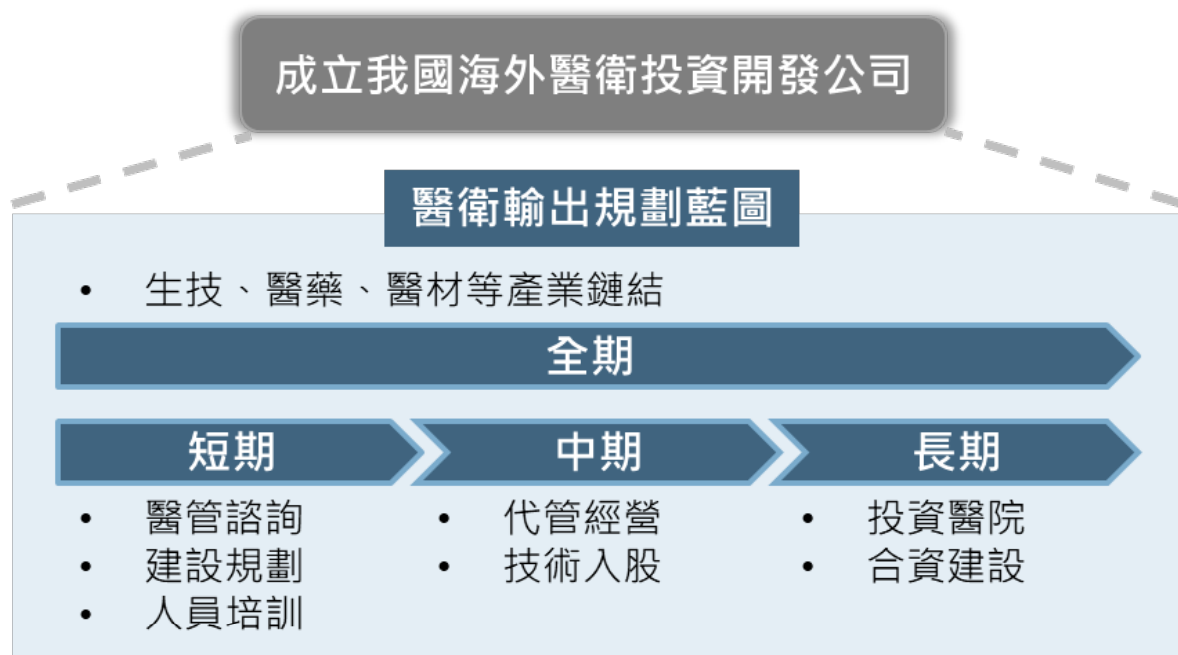 成立我國海外醫衛投資開發公司
醫衛輸出規劃藍圖
• 生技、醫藥、醫材等產業鏈結
全期
短期
• 醫管諮詢
• 建設規劃
• 人員培訓
中期
• 代管經營
• 技術入股
長期
• 投資醫院
• 合資建設